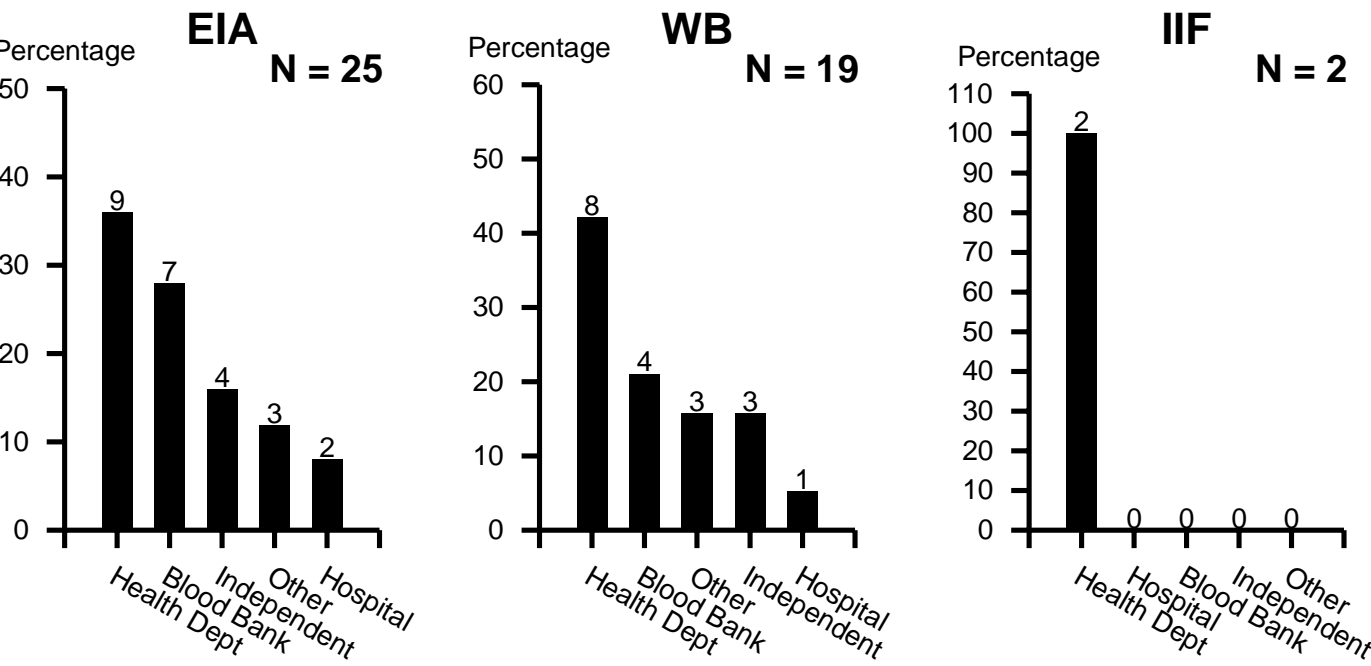 EIA
Percentage
N = 25
50
40
30
20
10
0
9
7
4
3
2
Health Dept
Blood Bank
Independent
Other
Hospital
WB
Percentage
N = 19
60
50
40
30
20
10
0
8
4
3
3
1
Health Dept
Blood Bank
Other
Independent
Hospital
IIF
Percentage
N = 2
110
100
90
80
70
60
50
40
30
20
10
0
2
0
0
0
0
Health Dept
Hospital
Blood Bank
Independent
Other